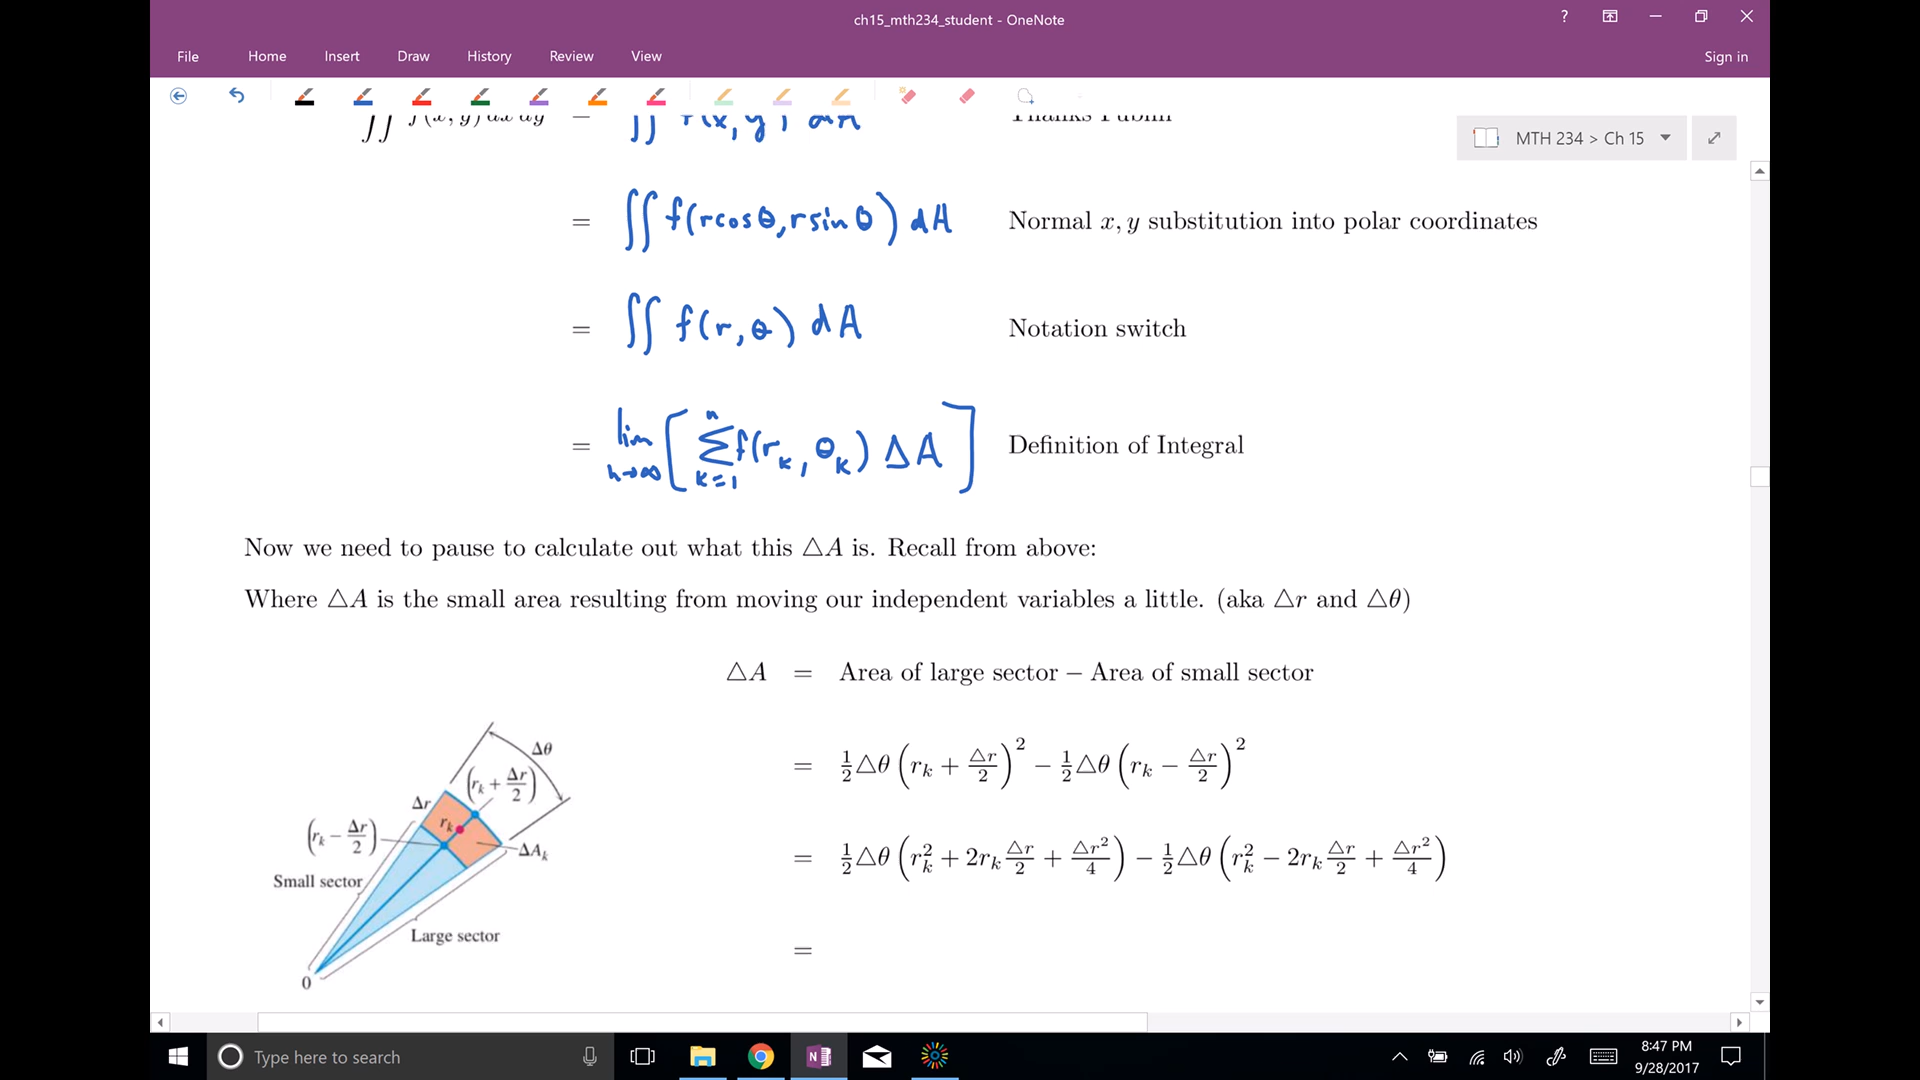 ch15_mth234_student - OneNote
?
File Home Insert Draw History Review View Sign in
MTH 234 > Ch 15
= ∬ f(r cos θ, r sin θ) dA Normal x, y substitution into polar coordinates
= ∬ f(r, θ) dA Notation switch
= lim n→∞ [ Σ k=1 n f(r_k, θ_k) ΔA ] Definition of Integral
Now we need to pause to calculate out what this △A is. Recall from above:
Where △A is the small area resulting from moving our independent variables a little. (aka △r and △θ)
△A = Area of large sector − Area of small sector
= 1/2 △θ (r_k + △r/2)^2 − 1/2 △θ (r_k − △r/2)^2
= 1/2 △θ (r_k^2 + 2r_k △r/2 + △r^2/4) − 1/2 △θ (r_k^2 − 2r_k △r/2 + △r^2/4)
=
Δθ
(r_k + Δr/2)
Δr
r_k
(r_k − Δr/2)
ΔA_k
Small sector
Large sector
0
Type here to search
8:47 PM
9/28/2017